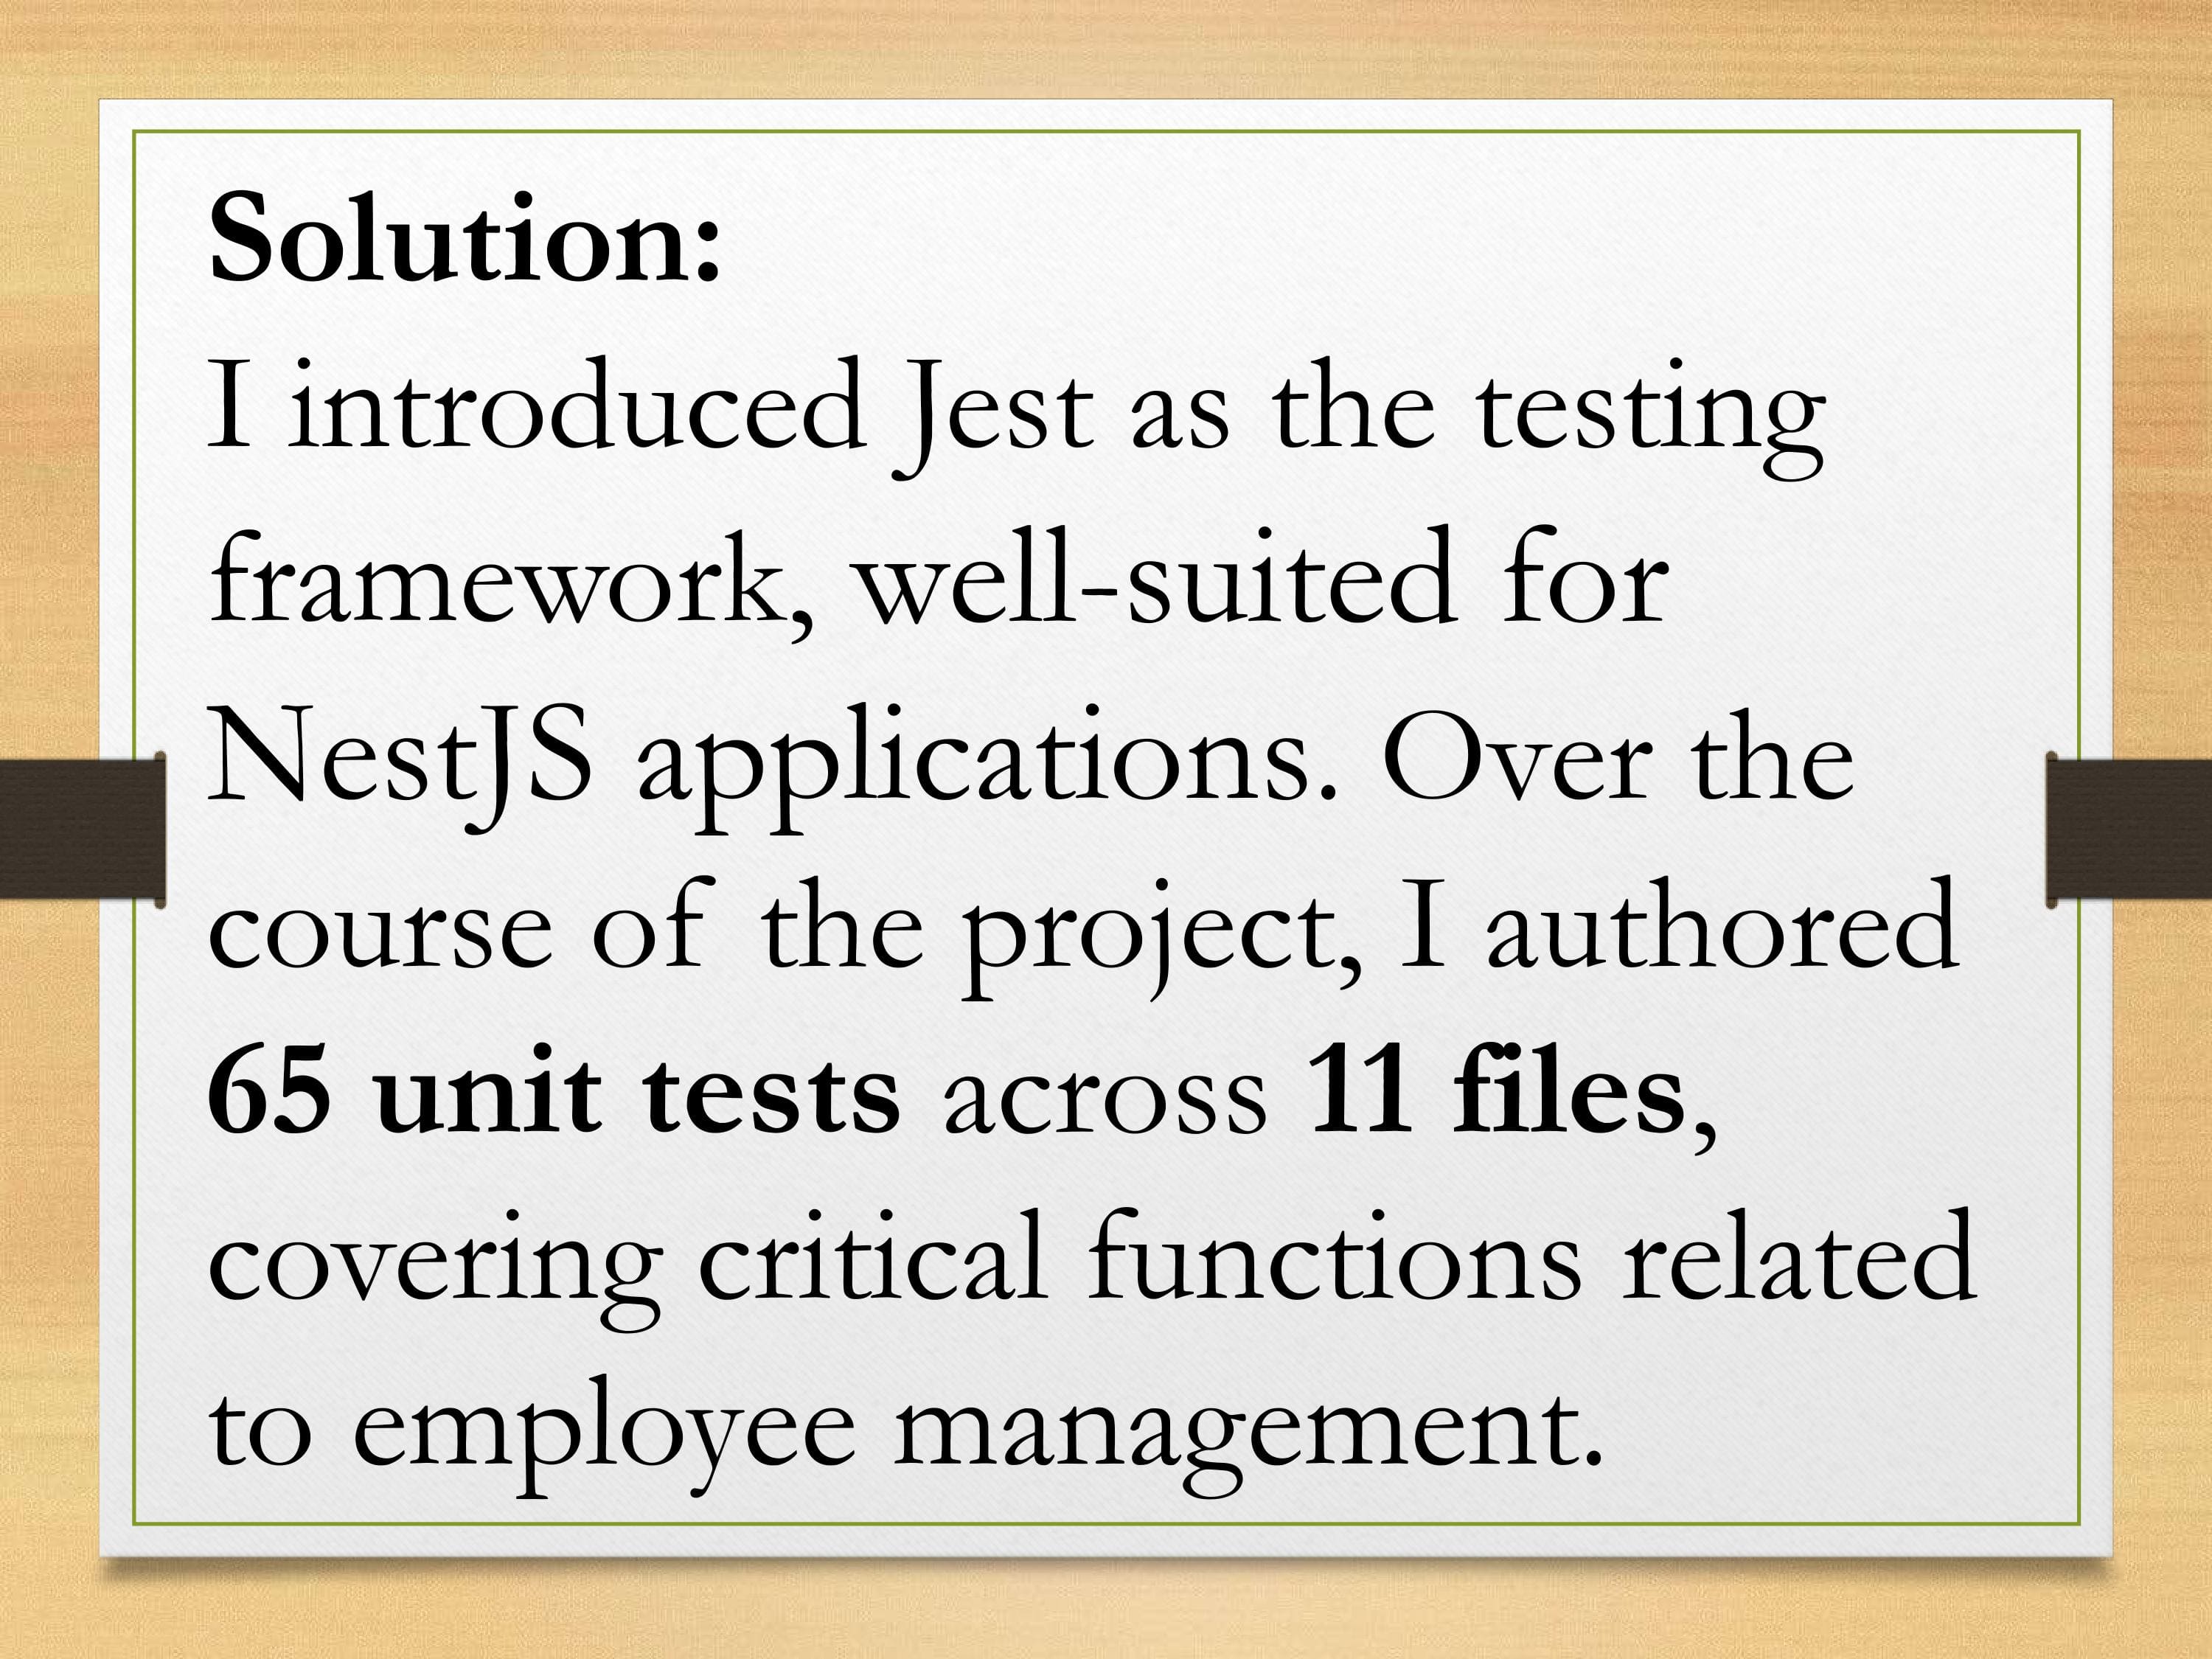 Solution:
I introduced Jest as the testing
framework, well-suited for
NestJS applications. Over the
course of the project, I authored
65 unit tests across 11 files,
covering critical functions related
to employee management.